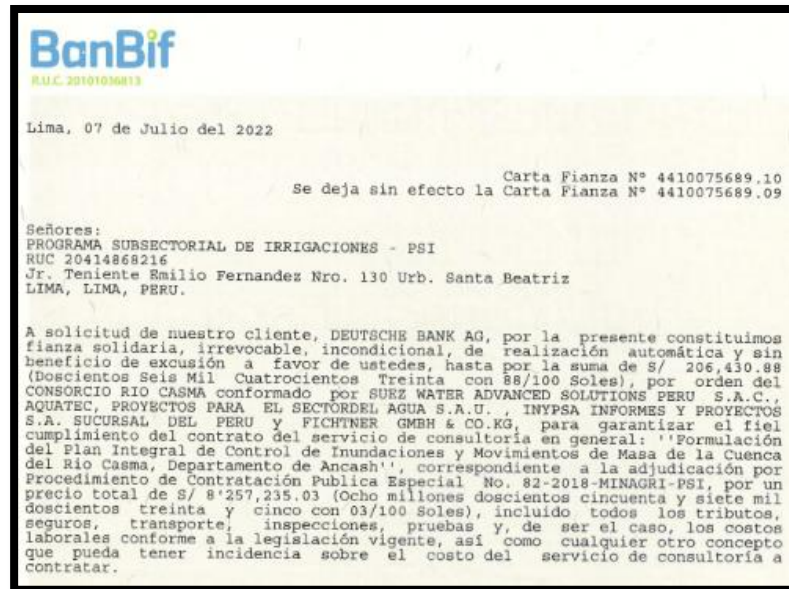 BanBif
R.U.C. 20101036813
Lima, 07 de Julio del 2022
Carta Fianza Nº 4410075689.10
Se deja sin efecto la Carta Fianza Nº 4410075689.09
Señores:
PROGRAMA SUBSECTORIAL DE IRRIGACIONES - PSI
RUC 20414868216
Jr. Teniente Emilio Fernandez Nro. 130 Urb. Santa Beatriz
LIMA, LIMA, PERU.
A solicitud de nuestro cliente, DEUTSCHE BANK AG, por la presente constituimos
fianza solidaria, irrevocable, incondicional, de realización automática y sin
beneficio de excusión a favor de ustedes, hasta por la suma de S/ 206,430.88
(Doscientos Seis Mil Cuatrocientos Treinta con 88/100 Soles), por orden del
CONSORCIO RIO CASMA conformado por SUEZ WATER ADVANCED SOLUTIONS PERU S.A.C.,
AQUATEC, PROYECTOS PARA EL SECTORDEL AGUA S.A.U. , INYPSA INFORMES Y PROYECTOS
S.A. SUCURSAL DEL PERU y FICHTNER GMBH & CO.KG, para garantizar el fiel
cumplimiento del contrato del servicio de consultoría en general: ''Formulación
del Plan Integral de Control de Inundaciones y Movimientos de Masa de la Cuenca
del Rio Casma, Departamento de Ancash'', correspondiente a la adjudicación por
Procedimiento de Contratación Publica Especial No. 82-2018-MINAGRI-PSI, por un
precio total de S/ 8'257,235.03 (Ocho millones doscientos cincuenta y siete mil
doscientos treinta y cinco con 03/100 Soles), incluido todos los tributos,
seguros, transporte, inspecciones, pruebas y, de ser el caso, los costos
laborales conforme a la legislación vigente, así como cualquier otro concepto
que pueda tener incidencia sobre el costo del servicio de consultoría a
contratar.